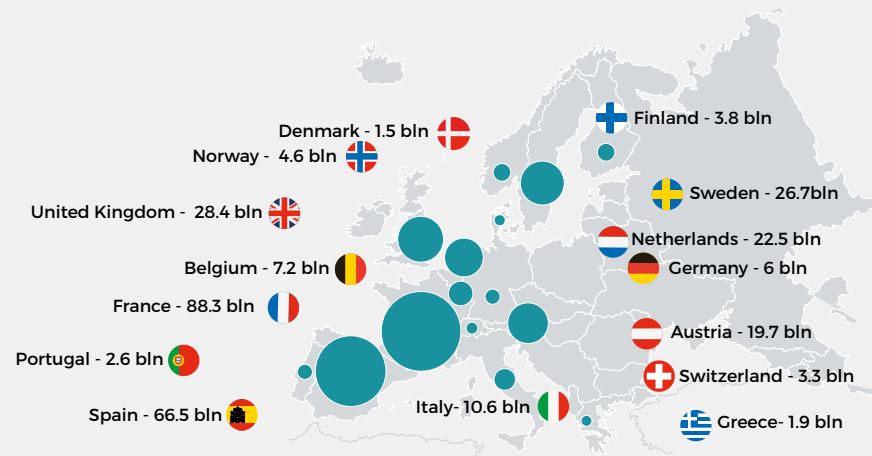 Denmark - 1.5 bln
Finland - 3.8 bln
Norway - 4.6 bln
Sweden - 26.7bln
United Kingdom - 28.4 bln
Netherlands - 22.5 bln
Belgium - 7.2 bln
Germany - 6 bln
France - 88.3 bln
Austria - 19.7 bln
Portugal - 2.6 bln
Switzerland - 3.3 bln
Spain - 66.5 bln
Italy- 10.6 bln
Greece- 1.9 bln